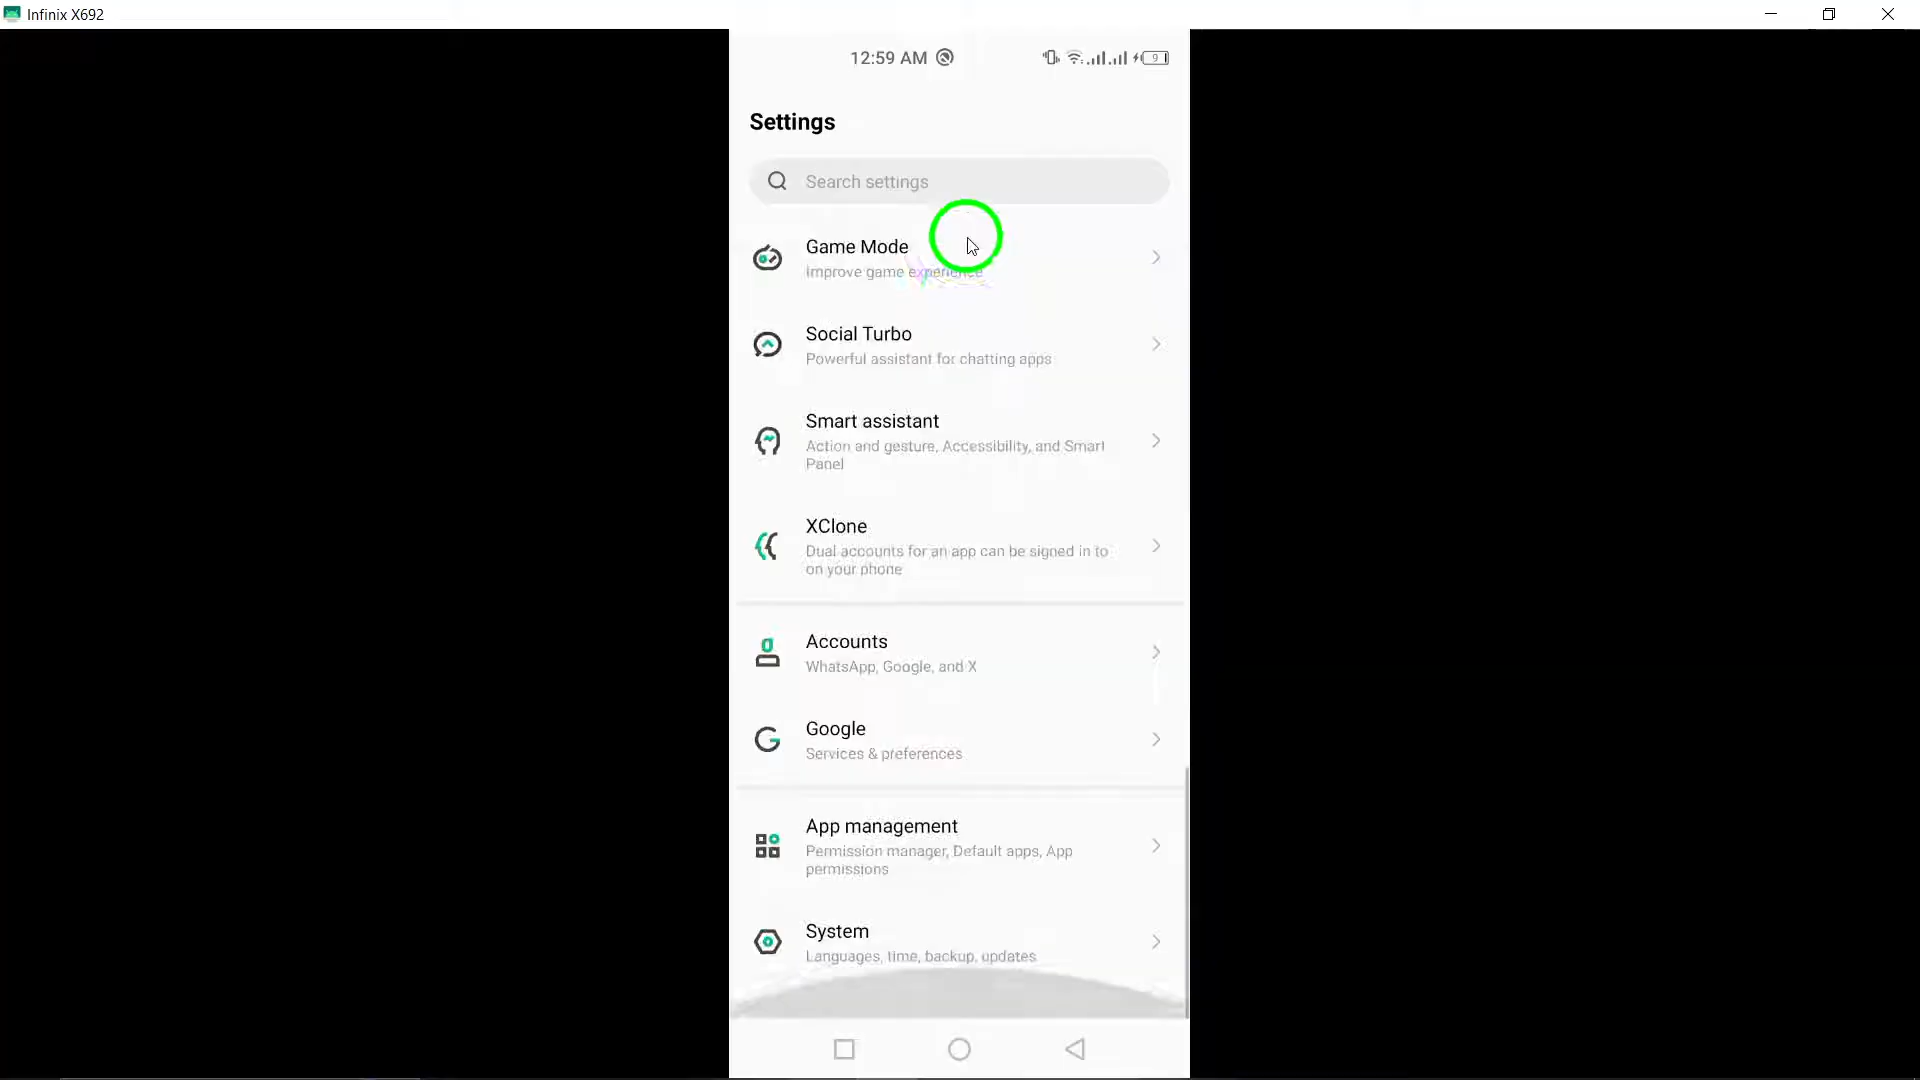 Infinix X692
12:59 AM
9
Settings
Search settings
Game Mode
Improve game experience
Social Turbo
Powerful assistant for chatting apps
Smart assistant
Action and gesture, Accessibility, and Smart
Panel
XClone
Dual accounts for an app can be signed in to
on your phone
Accounts
WhatsApp, Google, and X
Google
Services & preferences
App management
Permission manager, Default apps, App
permissions
System
Languages, time, backup, updates